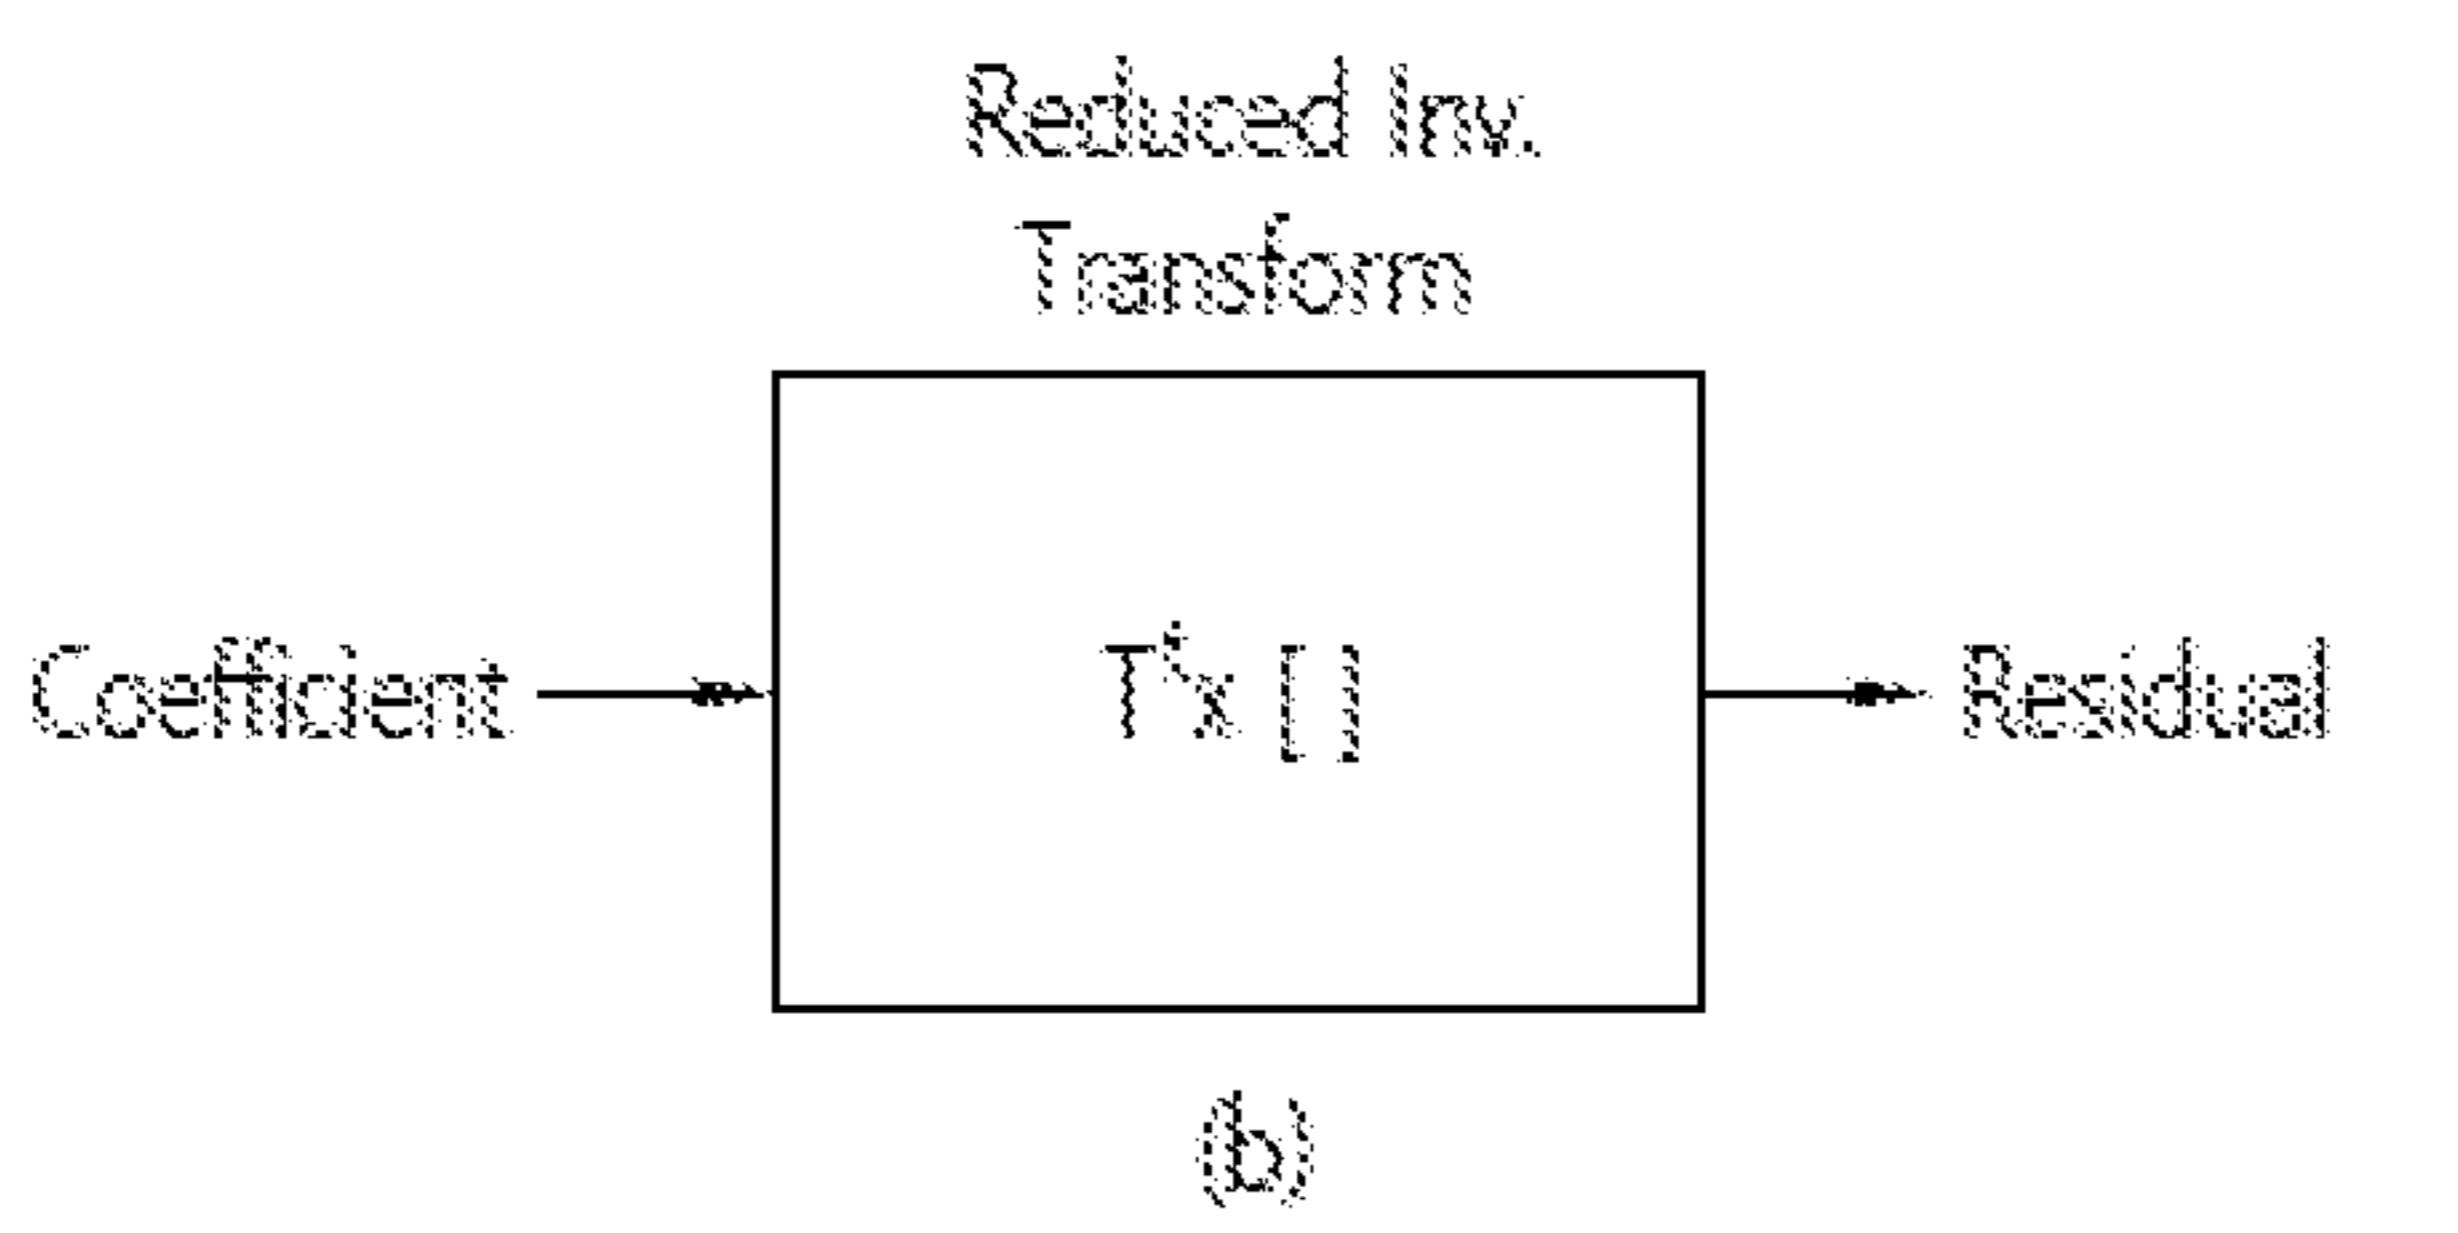 Reduced Inv.
Transform
Coefficient
T'x [ ]
Residual
(b)